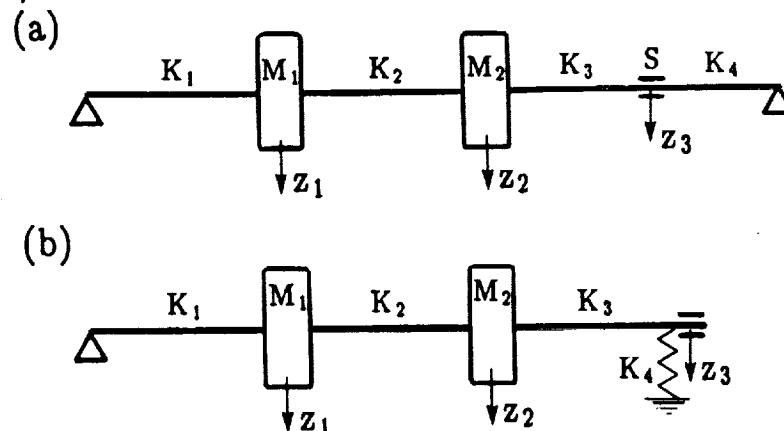 (a)
K₁ M₁ K₂ M₂ K₃ S K₄
z₁ z₂ z₃
(b)
K₁ M₁ K₂ M₂ K₃
K₄ z₃
z₁ z₂